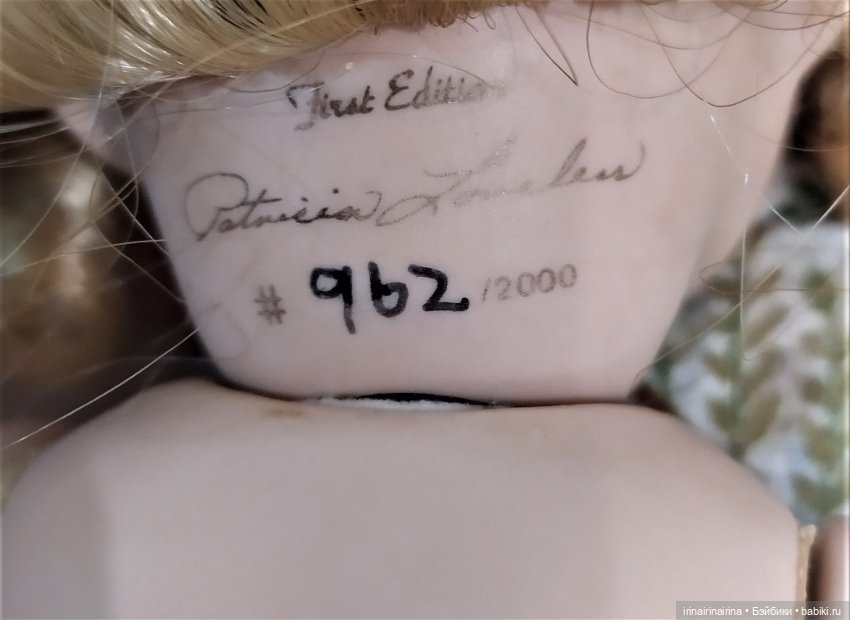 First Edition
Patricia Loveless
# 962 /2000
irinairinairina • Бэйбики • babiki.ru